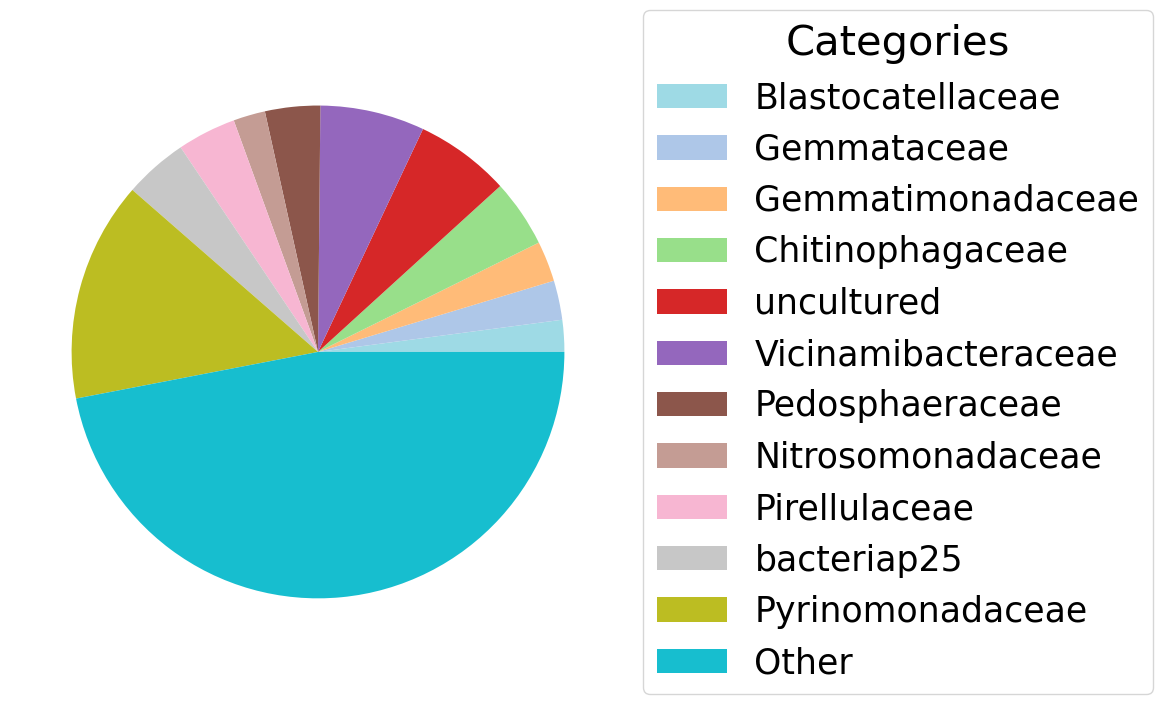 Categories
Blastocatellaceae
Gemmataceae
Gemmatimonadaceae
Chitinophagaceae
uncultured
Vicinamibacteraceae
Pedosphaeraceae
Nitrosomonadaceae
Pirellulaceae
bacteriap25
Pyrinomonadaceae
Other